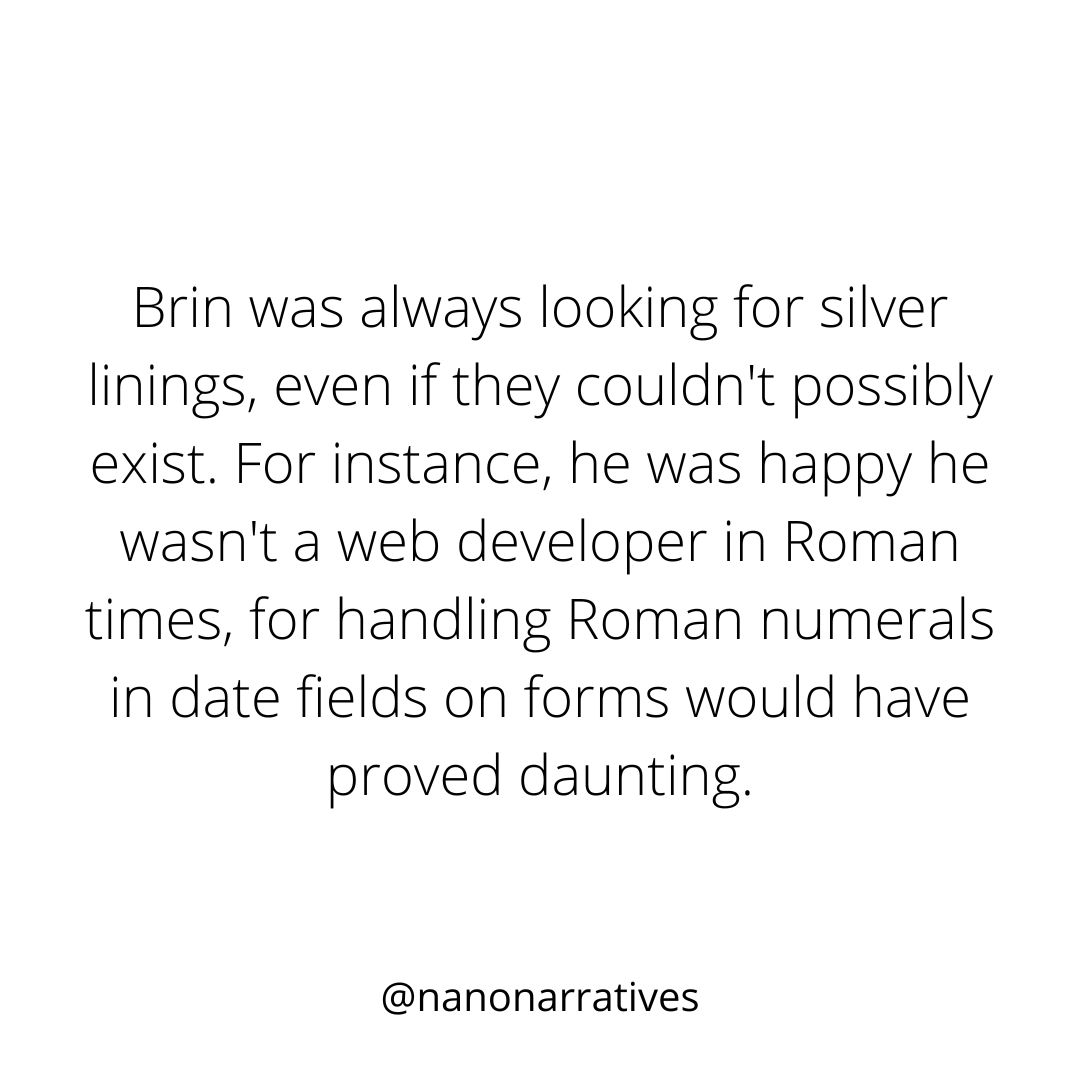 Brin was always looking for silver
linings, even if they couldn't possibly
exist. For instance, he was happy he
wasn't a web developer in Roman
times, for handling Roman numerals
in date fields on forms would have
proved daunting.
@nanonarratives